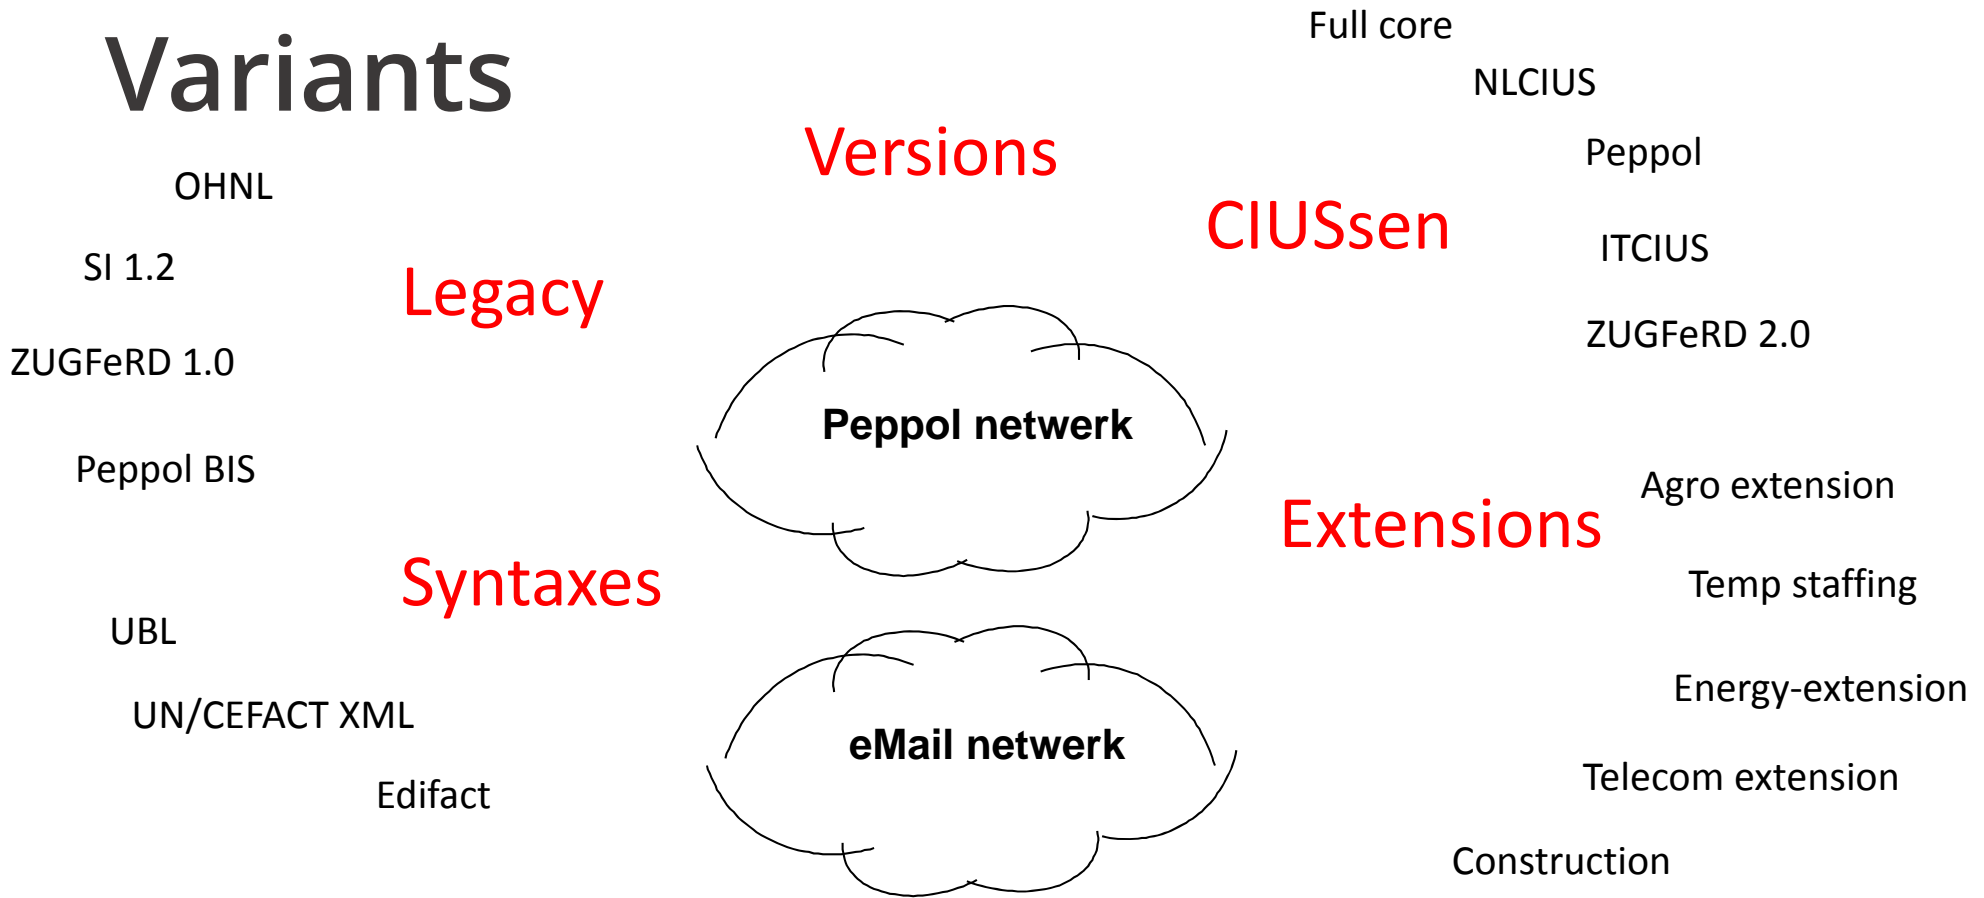 Variants
Full core
NLCIUS
Versions
Peppol
OHNL
CIUSsen
ITCIUS
SI 1.2
Legacy
ZUGFeRD 2.0
ZUGFeRD 1.0
Peppol netwerk
Peppol BIS
Agro extension
Extensions
Syntaxes
Temp staffing
UBL
Energy-extension
UN/CEFACT XML
eMail netwerk
Telecom extension
Edifact
Construction